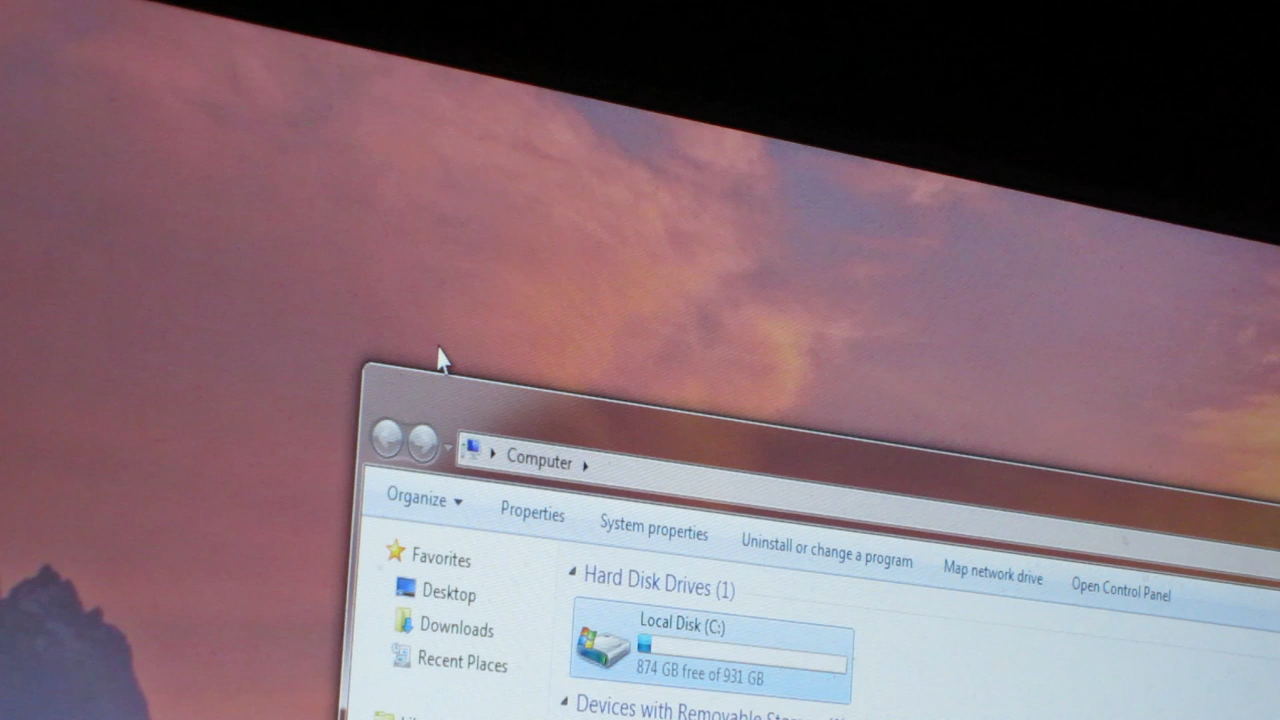 Computer
Organize Properties System properties Uninstall or change a program Map network drive Open Control Panel
Favorites
Desktop
Downloads
Recent Places
Hard Disk Drives (1)
Local Disk (C:)
874 GB free of 931 GB
Devices with Removable